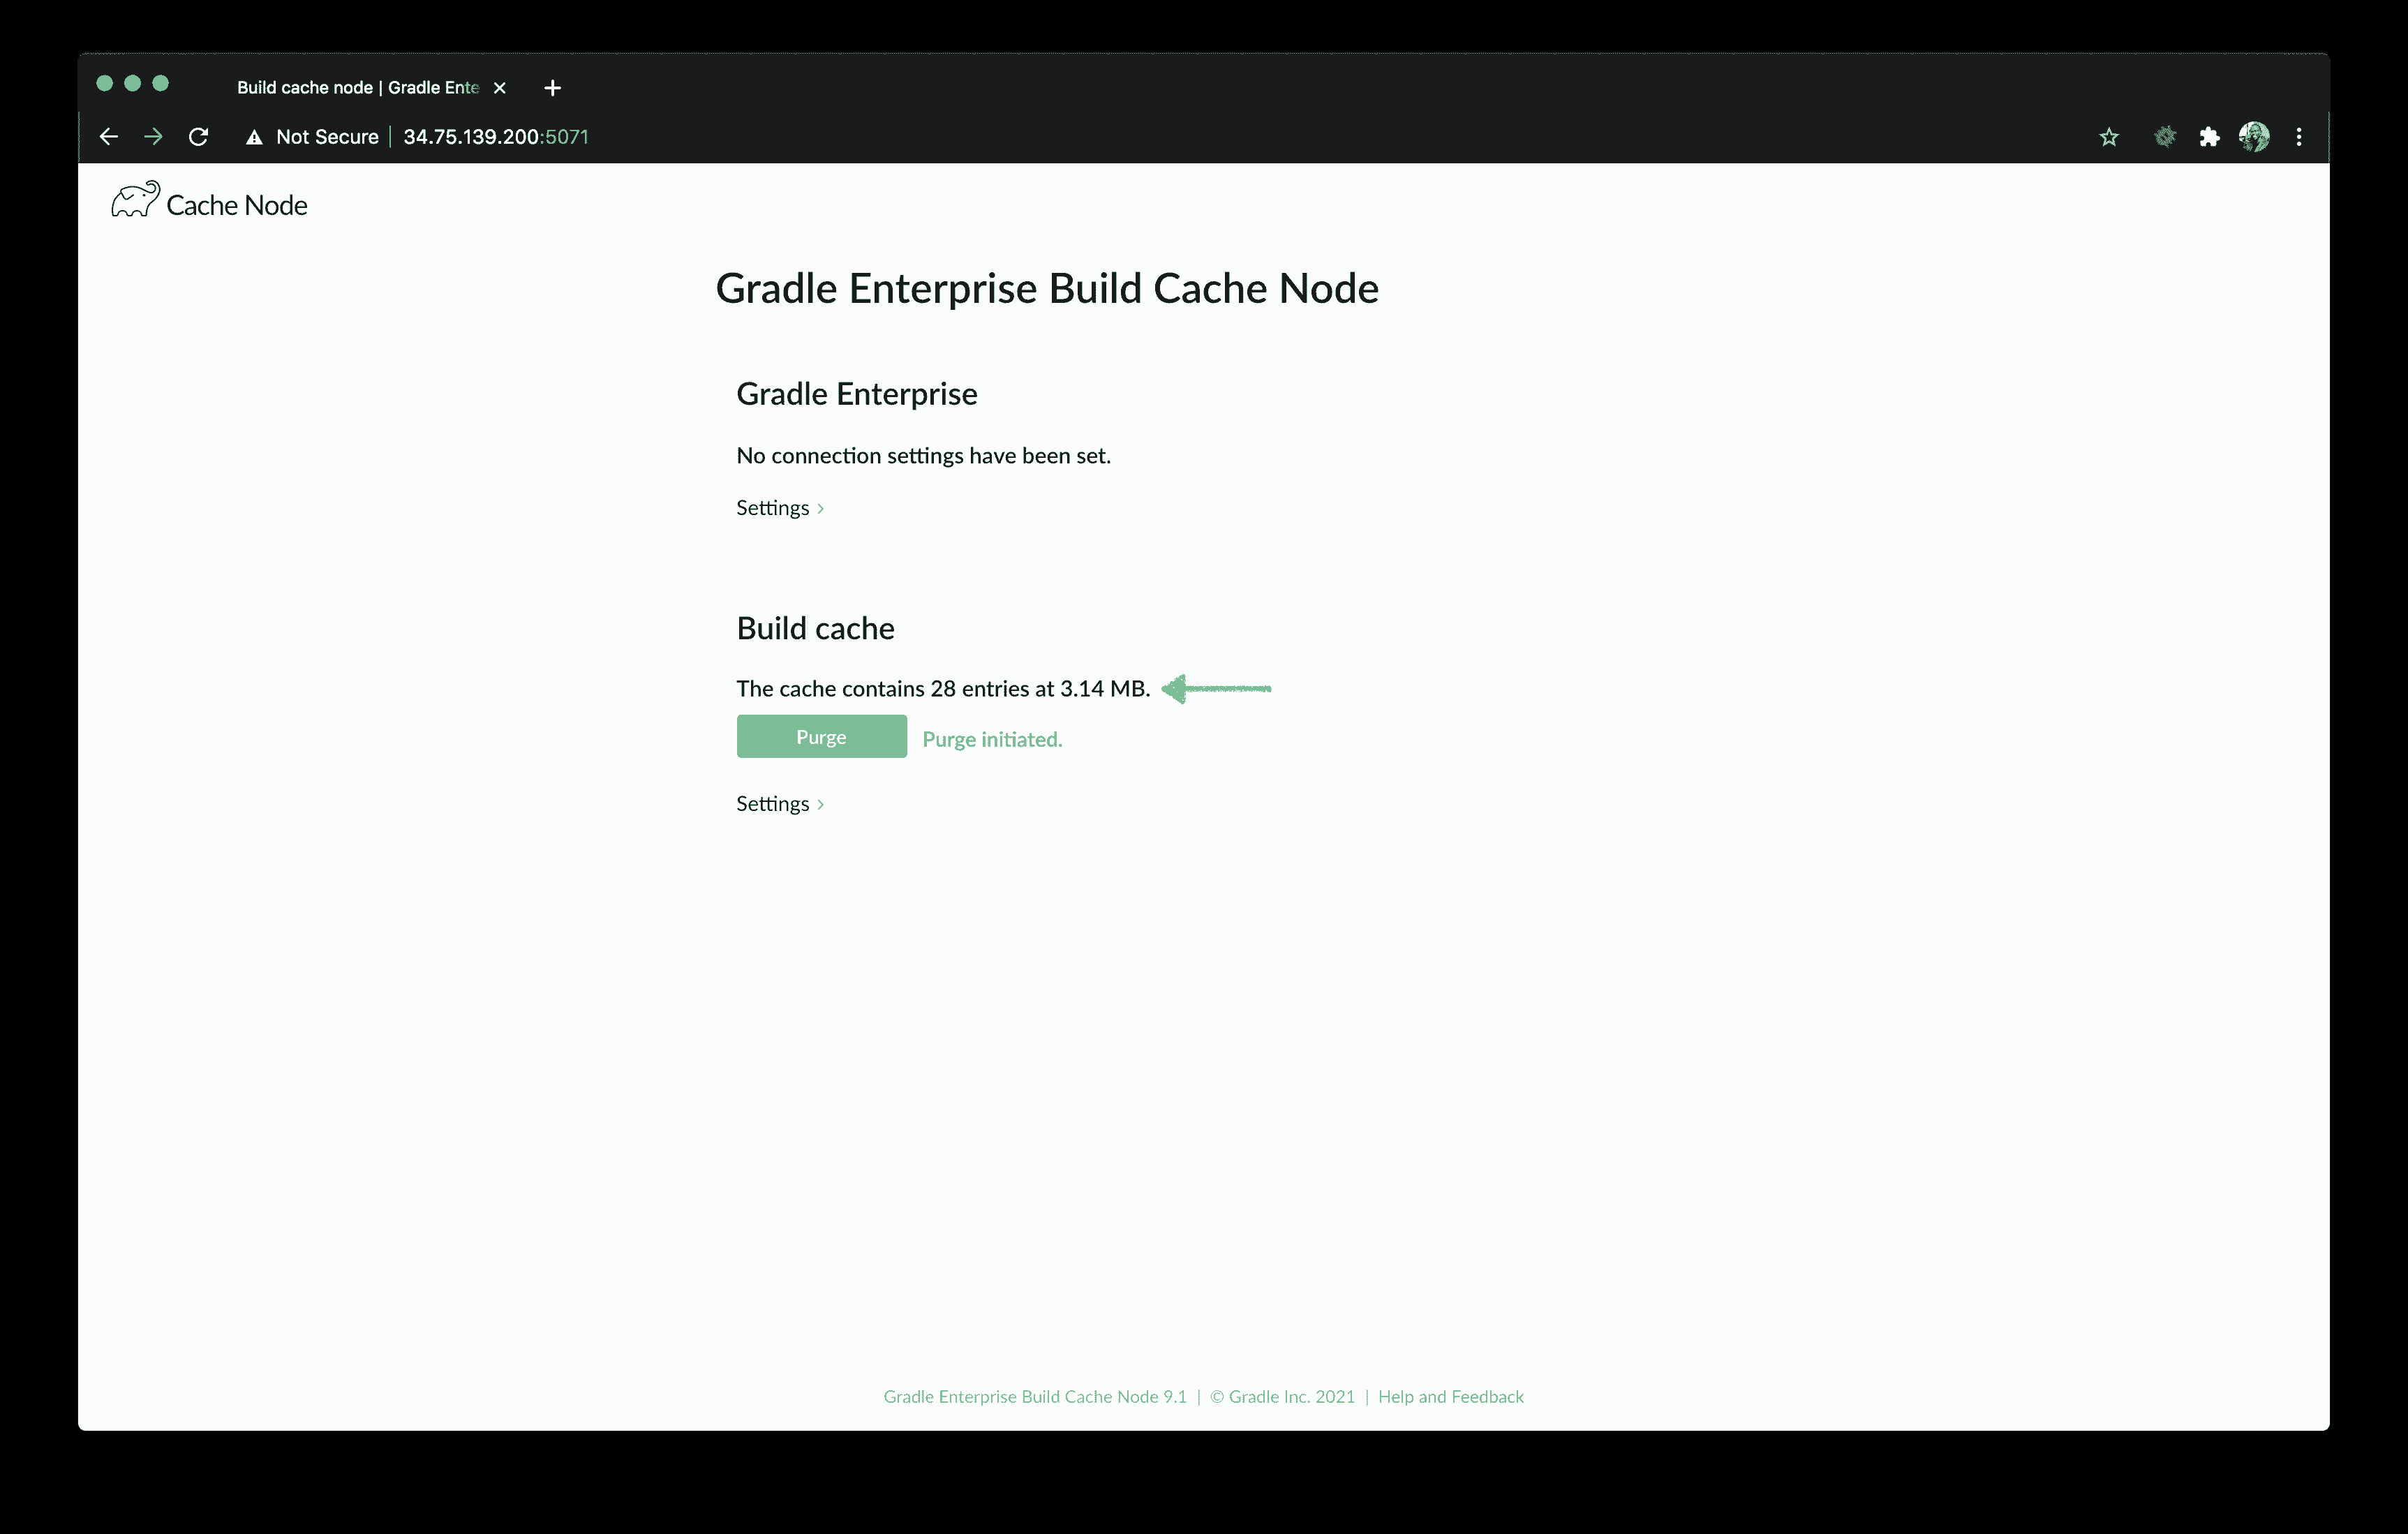 Build cache node | Gradle Ente
Not Secure | 34.75.139.200:5071
Cache Node
Gradle Enterprise Build Cache Node
Gradle Enterprise
No connection settings have been set.
Settings >
Build cache
The cache contains 28 entries at 3.14 MB.
Purge Purge initiated.
Settings >
Gradle Enterprise Build Cache Node 9.1 | © Gradle Inc. 2021 | Help and Feedback